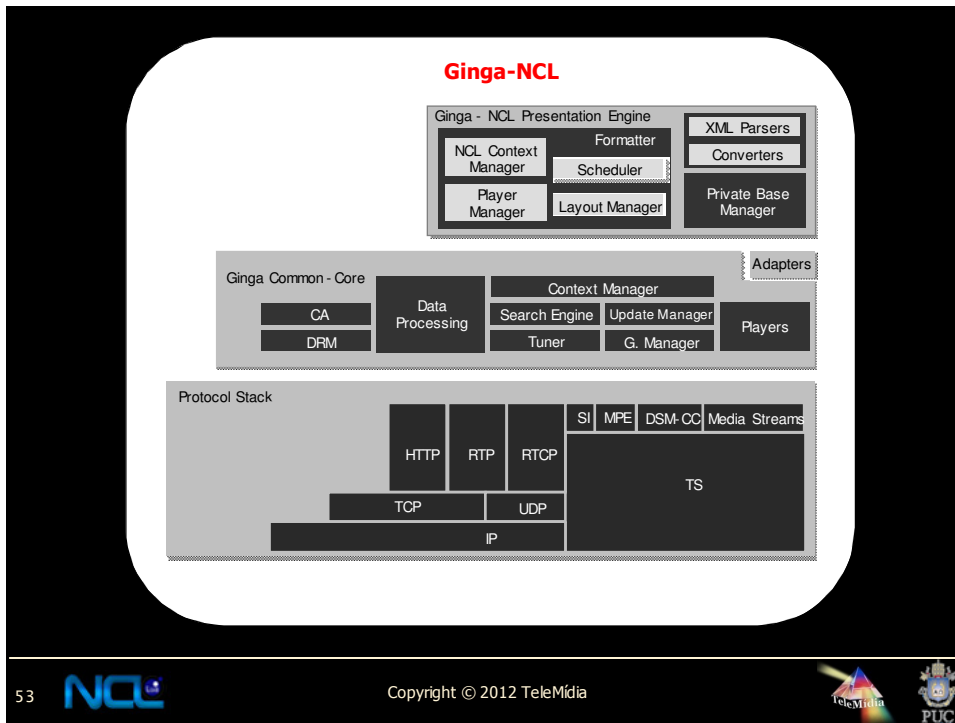 Ginga-NCL
Ginga - NCL Presentation Engine
Formatter
NCL Context
Manager
Scheduler
Player
Manager
Layout Manager
XML Parsers
Converters
Private Base
Manager
Adapters
Ginga Common - Core
CA
DRM
Data
Processing
Context Manager
Search Engine
Update Manager
Tuner
G. Manager
Players
Protocol Stack
HTTP
RTP
RTCP
SI
MPE
DSM-CC
Media Streams
TS
TCP
UDP
IP
53
NCL
Copyright © 2012 TeleMídia
TeleMídia
PUC